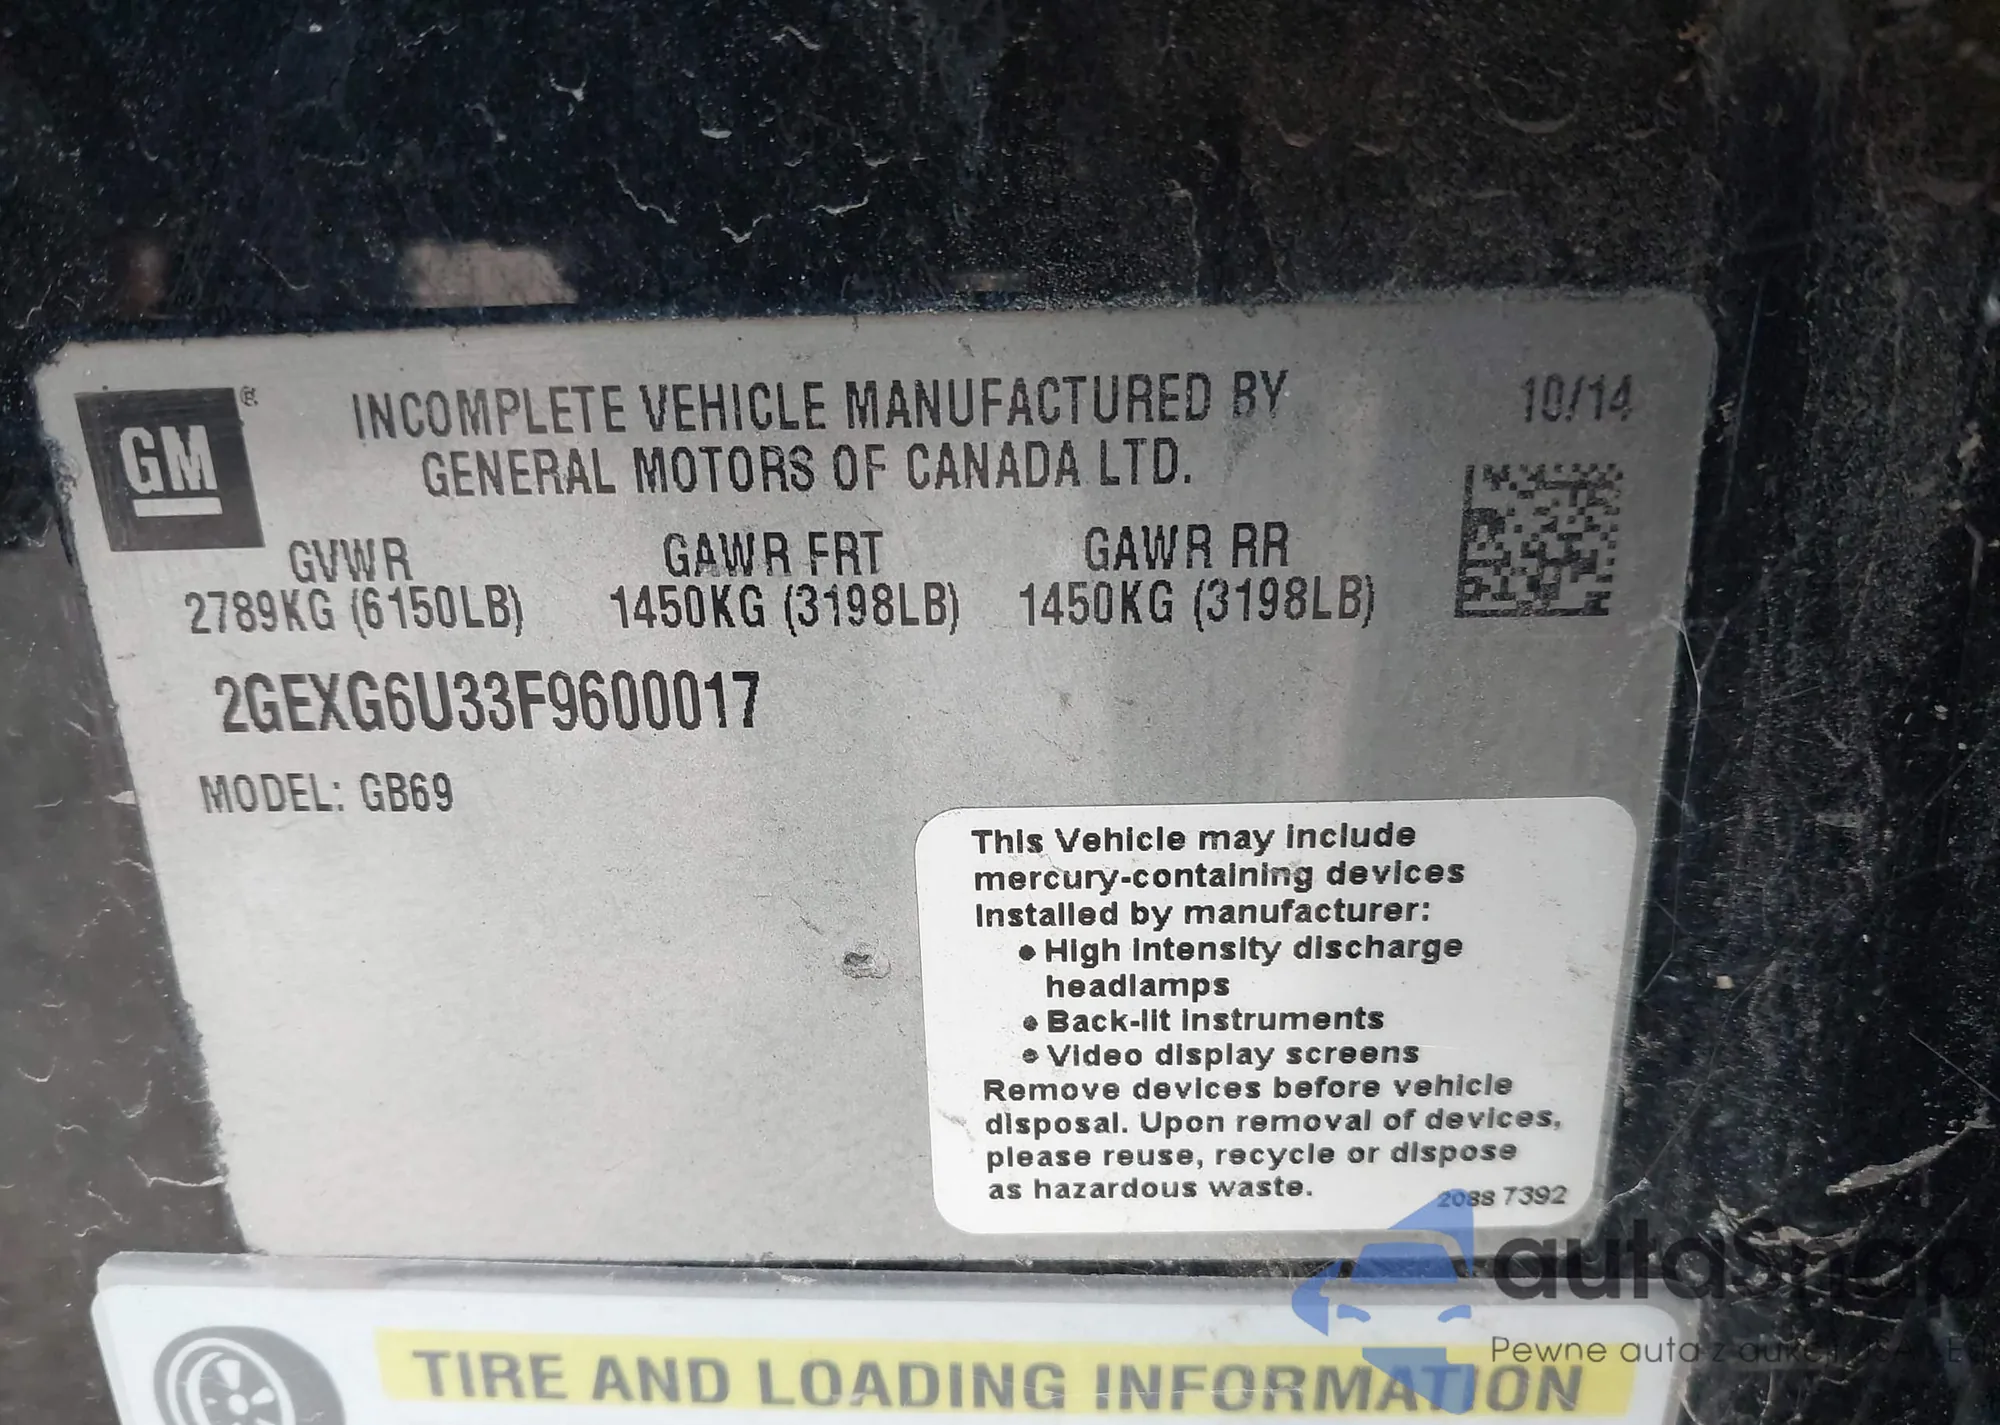 GM ®
INCOMPLETE VEHICLE MANUFACTURED BY
GENERAL MOTORS OF CANADA LTD.
10/14
GVWR GAWR FRT GAWR RR
2789KG (6150LB) 1450KG (3198LB) 1450KG (3198LB)
2GEXG6U33F9600017
MODEL: GB69
This Vehicle may include
mercury-containing devices
installed by manufacturer:
• High intensity discharge
headlamps
• Back-lit instruments
• Video display screens
Remove devices before vehicle
disposal. Upon removal of devices,
please reuse, recycle or dispose
as hazardous waste.
2088 7392
autaSnap
Pewne auta z
TIRE AND LOADING INFORMATION